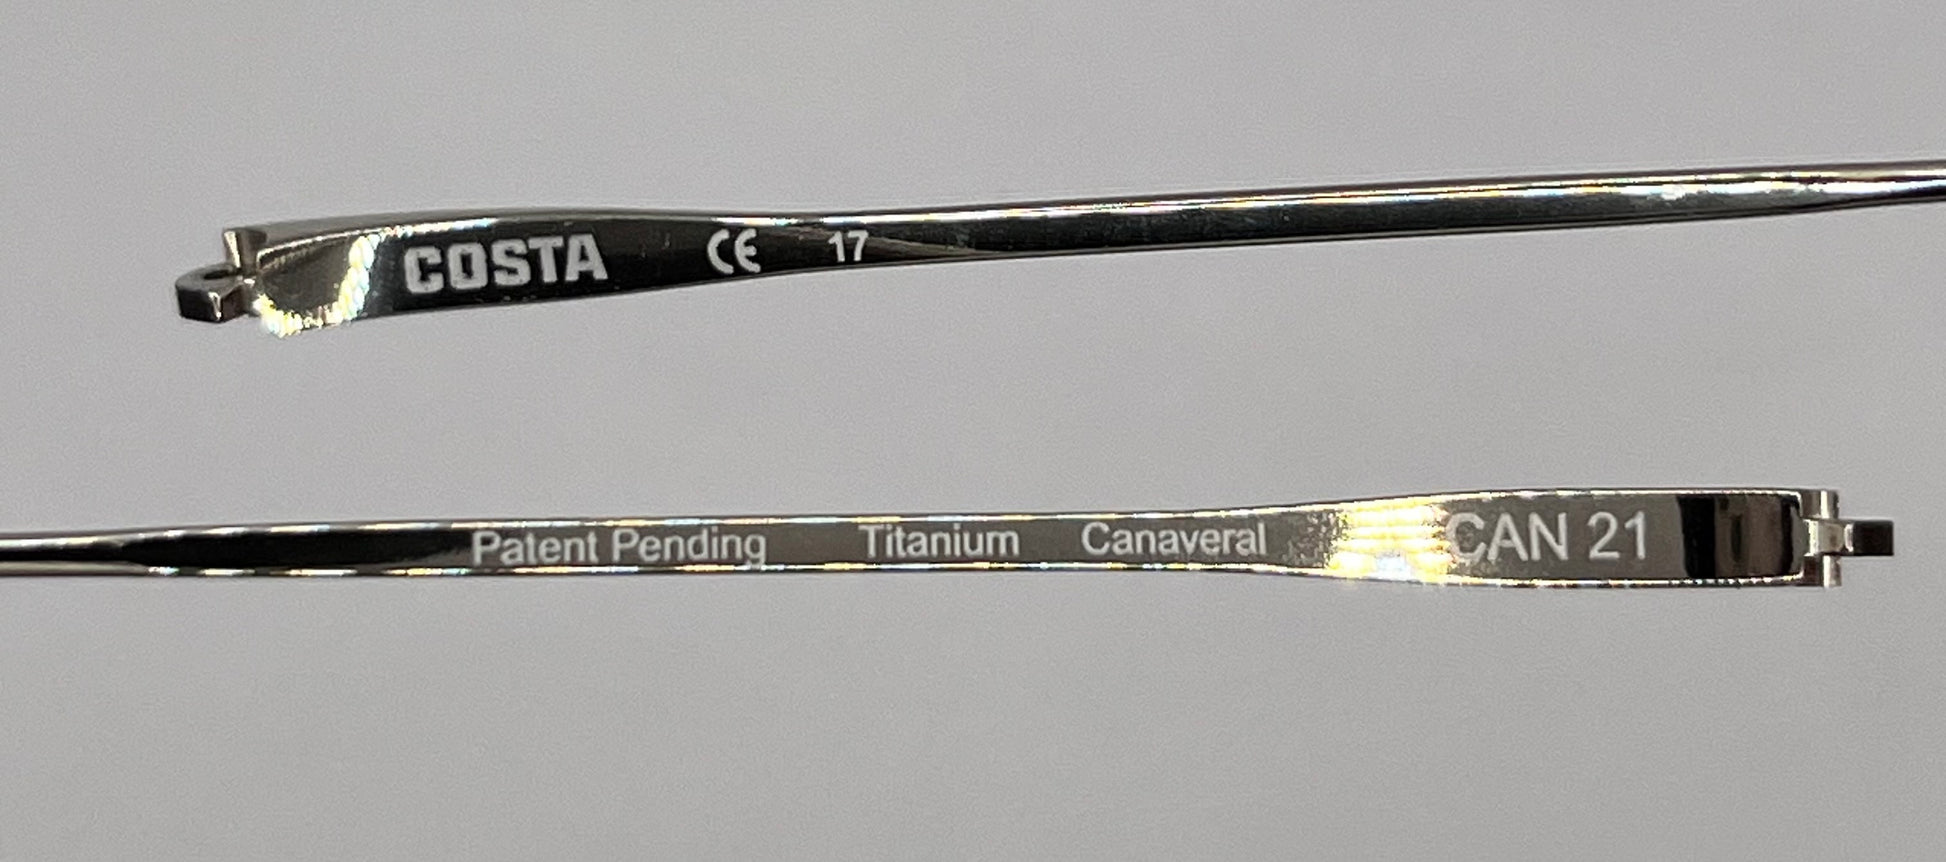 COSTA CE 17
Patent Pending Titanium Canaveral CAN 21